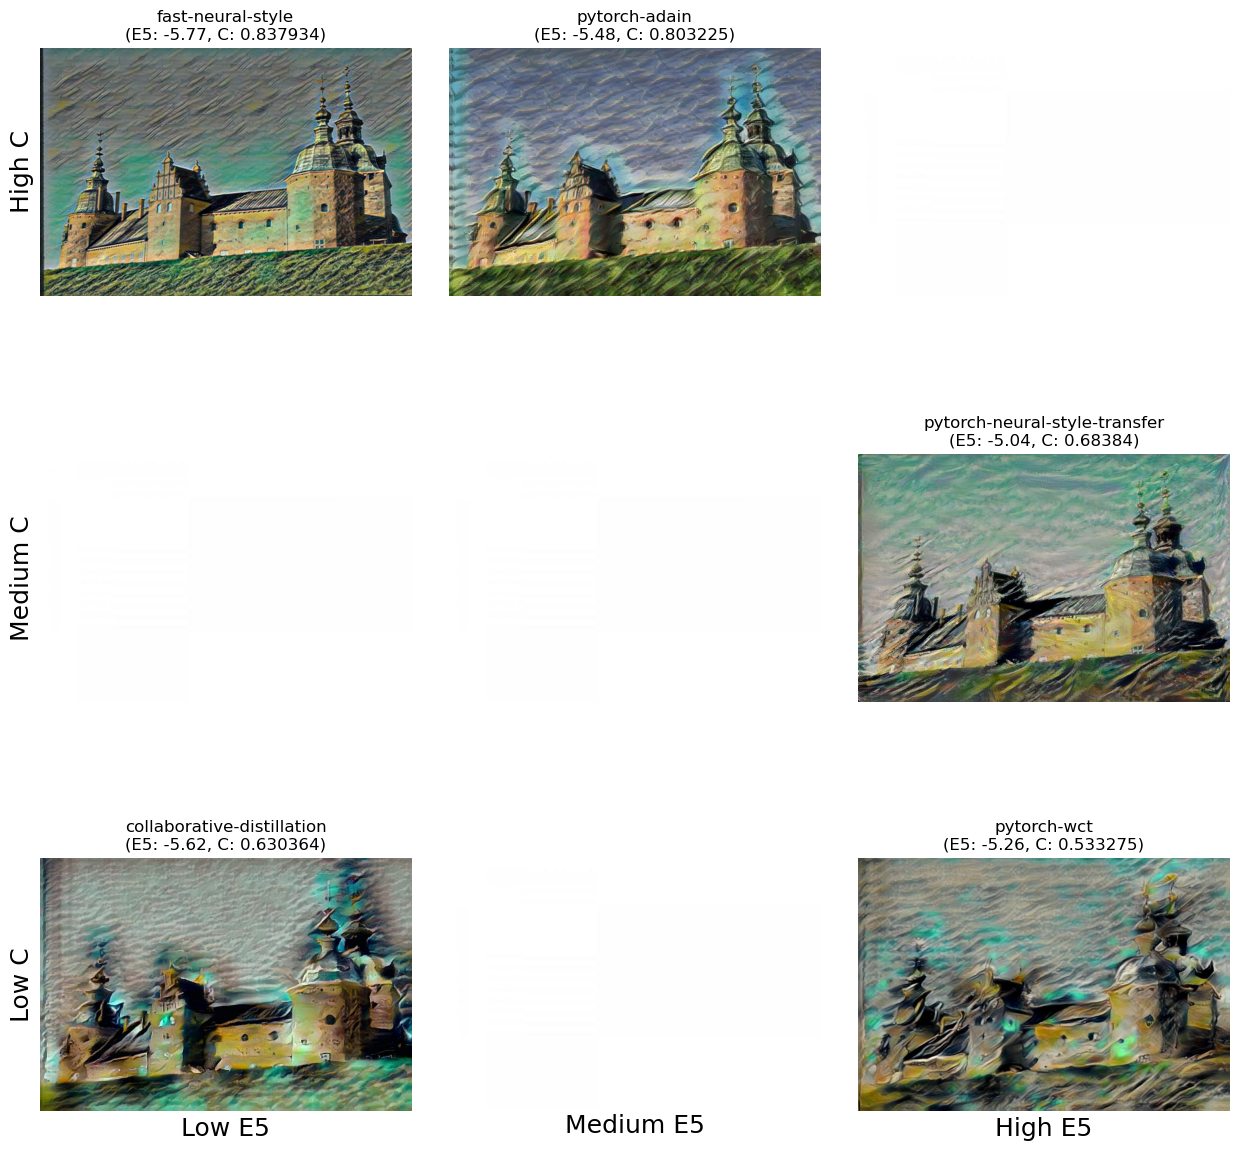 fast-neural-style
(E5: -5.77, C: 0.837934)
pytorch-adain
(E5: -5.48, C: 0.803225)
High C
pytorch-neural-style-transfer
(E5: -5.04, C: 0.68384)
Medium C
collaborative-distillation
(E5: -5.62, C: 0.630364)
pytorch-wct
(E5: -5.26, C: 0.533275)
Low C
Low E5
Medium E5
High E5